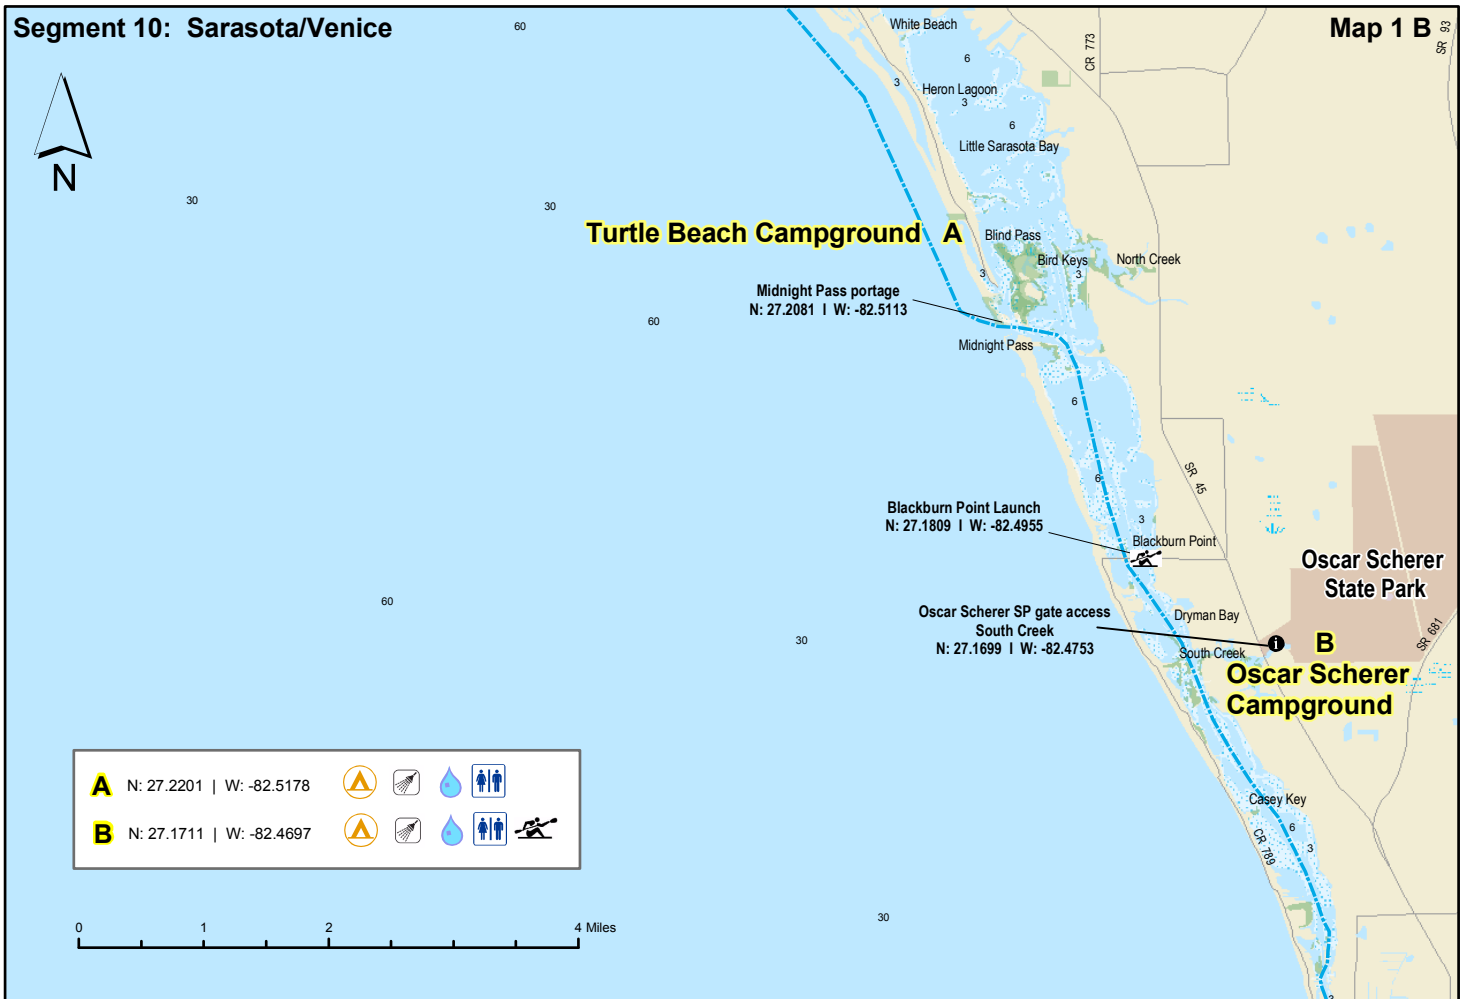 Segment 10: Sarasota/Venice
Map 1 B
60
White Beach
CR 773
SR 93
6
3
Heron Lagoon
3
6
Little Sarasota Bay
N
30
30
Turtle Beach Campground A
Blind Pass
Bird Keys
North Creek
3
3
Midnight Pass portage
N: 27.2081 I W: -82.5113
60
Midnight Pass
6
SR 45
6
Blackburn Point Launch
N: 27.1809 I W: -82.4955
3
Blackburn Point
Oscar Scherer
State Park
60
Oscar Scherer SP gate access
South Creek
N: 27.1699 I W: -82.4753
Dryman Bay
SR 681
30
South Creek
i
B
Oscar Scherer
Campground
A N: 27.2201 | W: -82.5178
B N: 27.1711 | W: -82.4697
Casey Key
6
3
CR 789
30
0 1 2 4 Miles
3